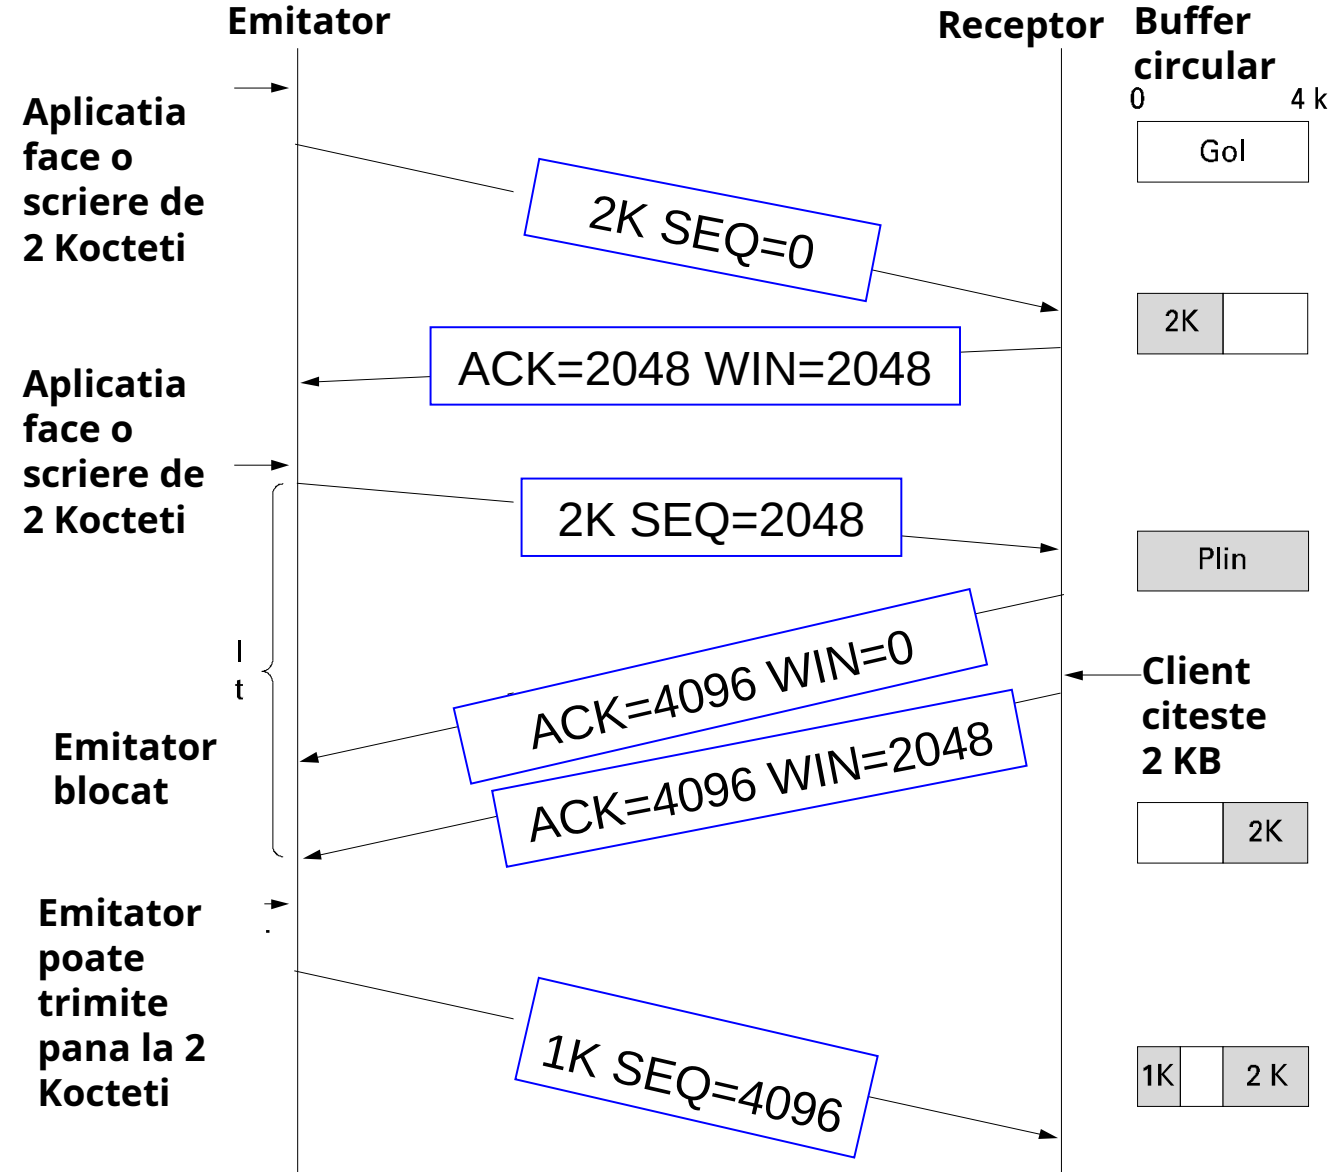 Emitator
Receptor
Buffer
circular
0
4 k
Gol
Aplicatia
face o
scriere de
2 Kocteti
2K SEQ=0
2K
ACK=2048 WIN=2048
Aplicatia
face o
scriere de
2 Kocteti
2K SEQ=2048
Plin
ACK=4096 WIN=0
Client
citeste
2 KB
ACK=4096 WIN=2048
Emitator
blocat
2K
Emitator
poate
trimite
pana la 2
Kocteti
1K SEQ=4096
1K
2 K